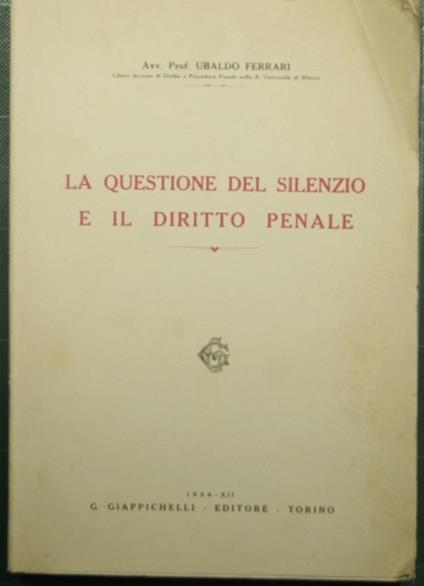 Avv. Prof. UBALDO FERRARI
Libero docente di Diritto e Procedura Penale nella R. Università di Milano
LA QUESTIONE DEL SILENZIO
E IL DIRITTO PENALE
1934-XII
G. GIAPPICHELLI - EDITORE - TORINO